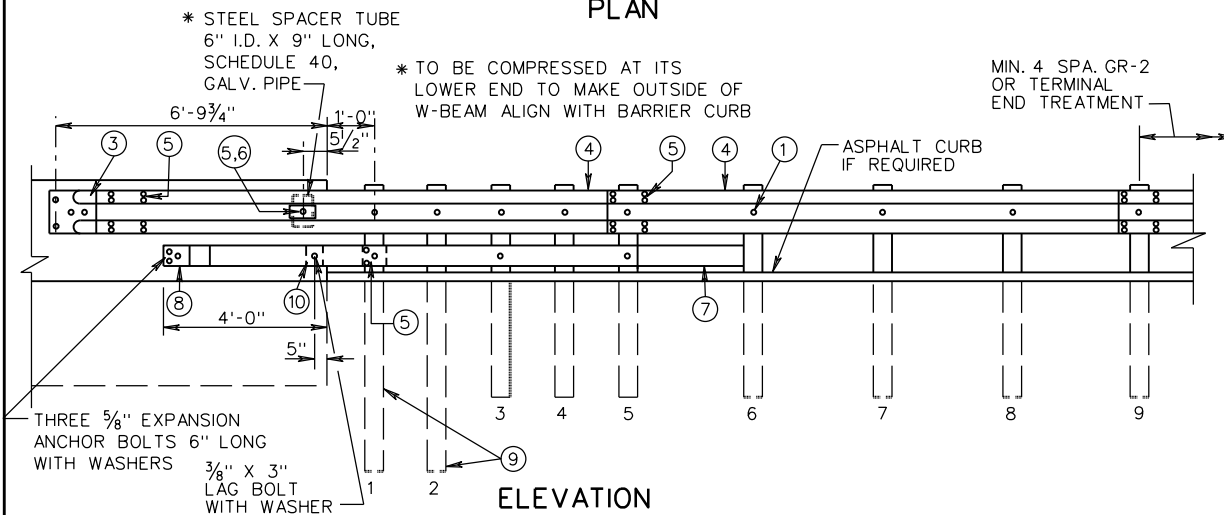 PLAN
* STEEL SPACER TUBE
6" I.D. X 9" LONG,
SCHEDULE 40,
GALV. PIPE
* TO BE COMPRESSED AT ITS
LOWER END TO MAKE OUTSIDE OF
W-BEAM ALIGN WITH BARRIER CURB
MIN. 4 SPA. GR-2
OR TERMINAL
END TREATMENT
6'-9¾"
1'-0"
5½"
3
5
5,6
4
5
4
1
ASPHALT CURB
IF REQUIRED
8
10
5
7
4'-0"
5"
3
4
5
6
7
8
9
THREE ⅝" EXPANSION
ANCHOR BOLTS 6" LONG
WITH WASHERS
⅜" X 3"
LAG BOLT
WITH WASHER
9
1
2
ELEVATION